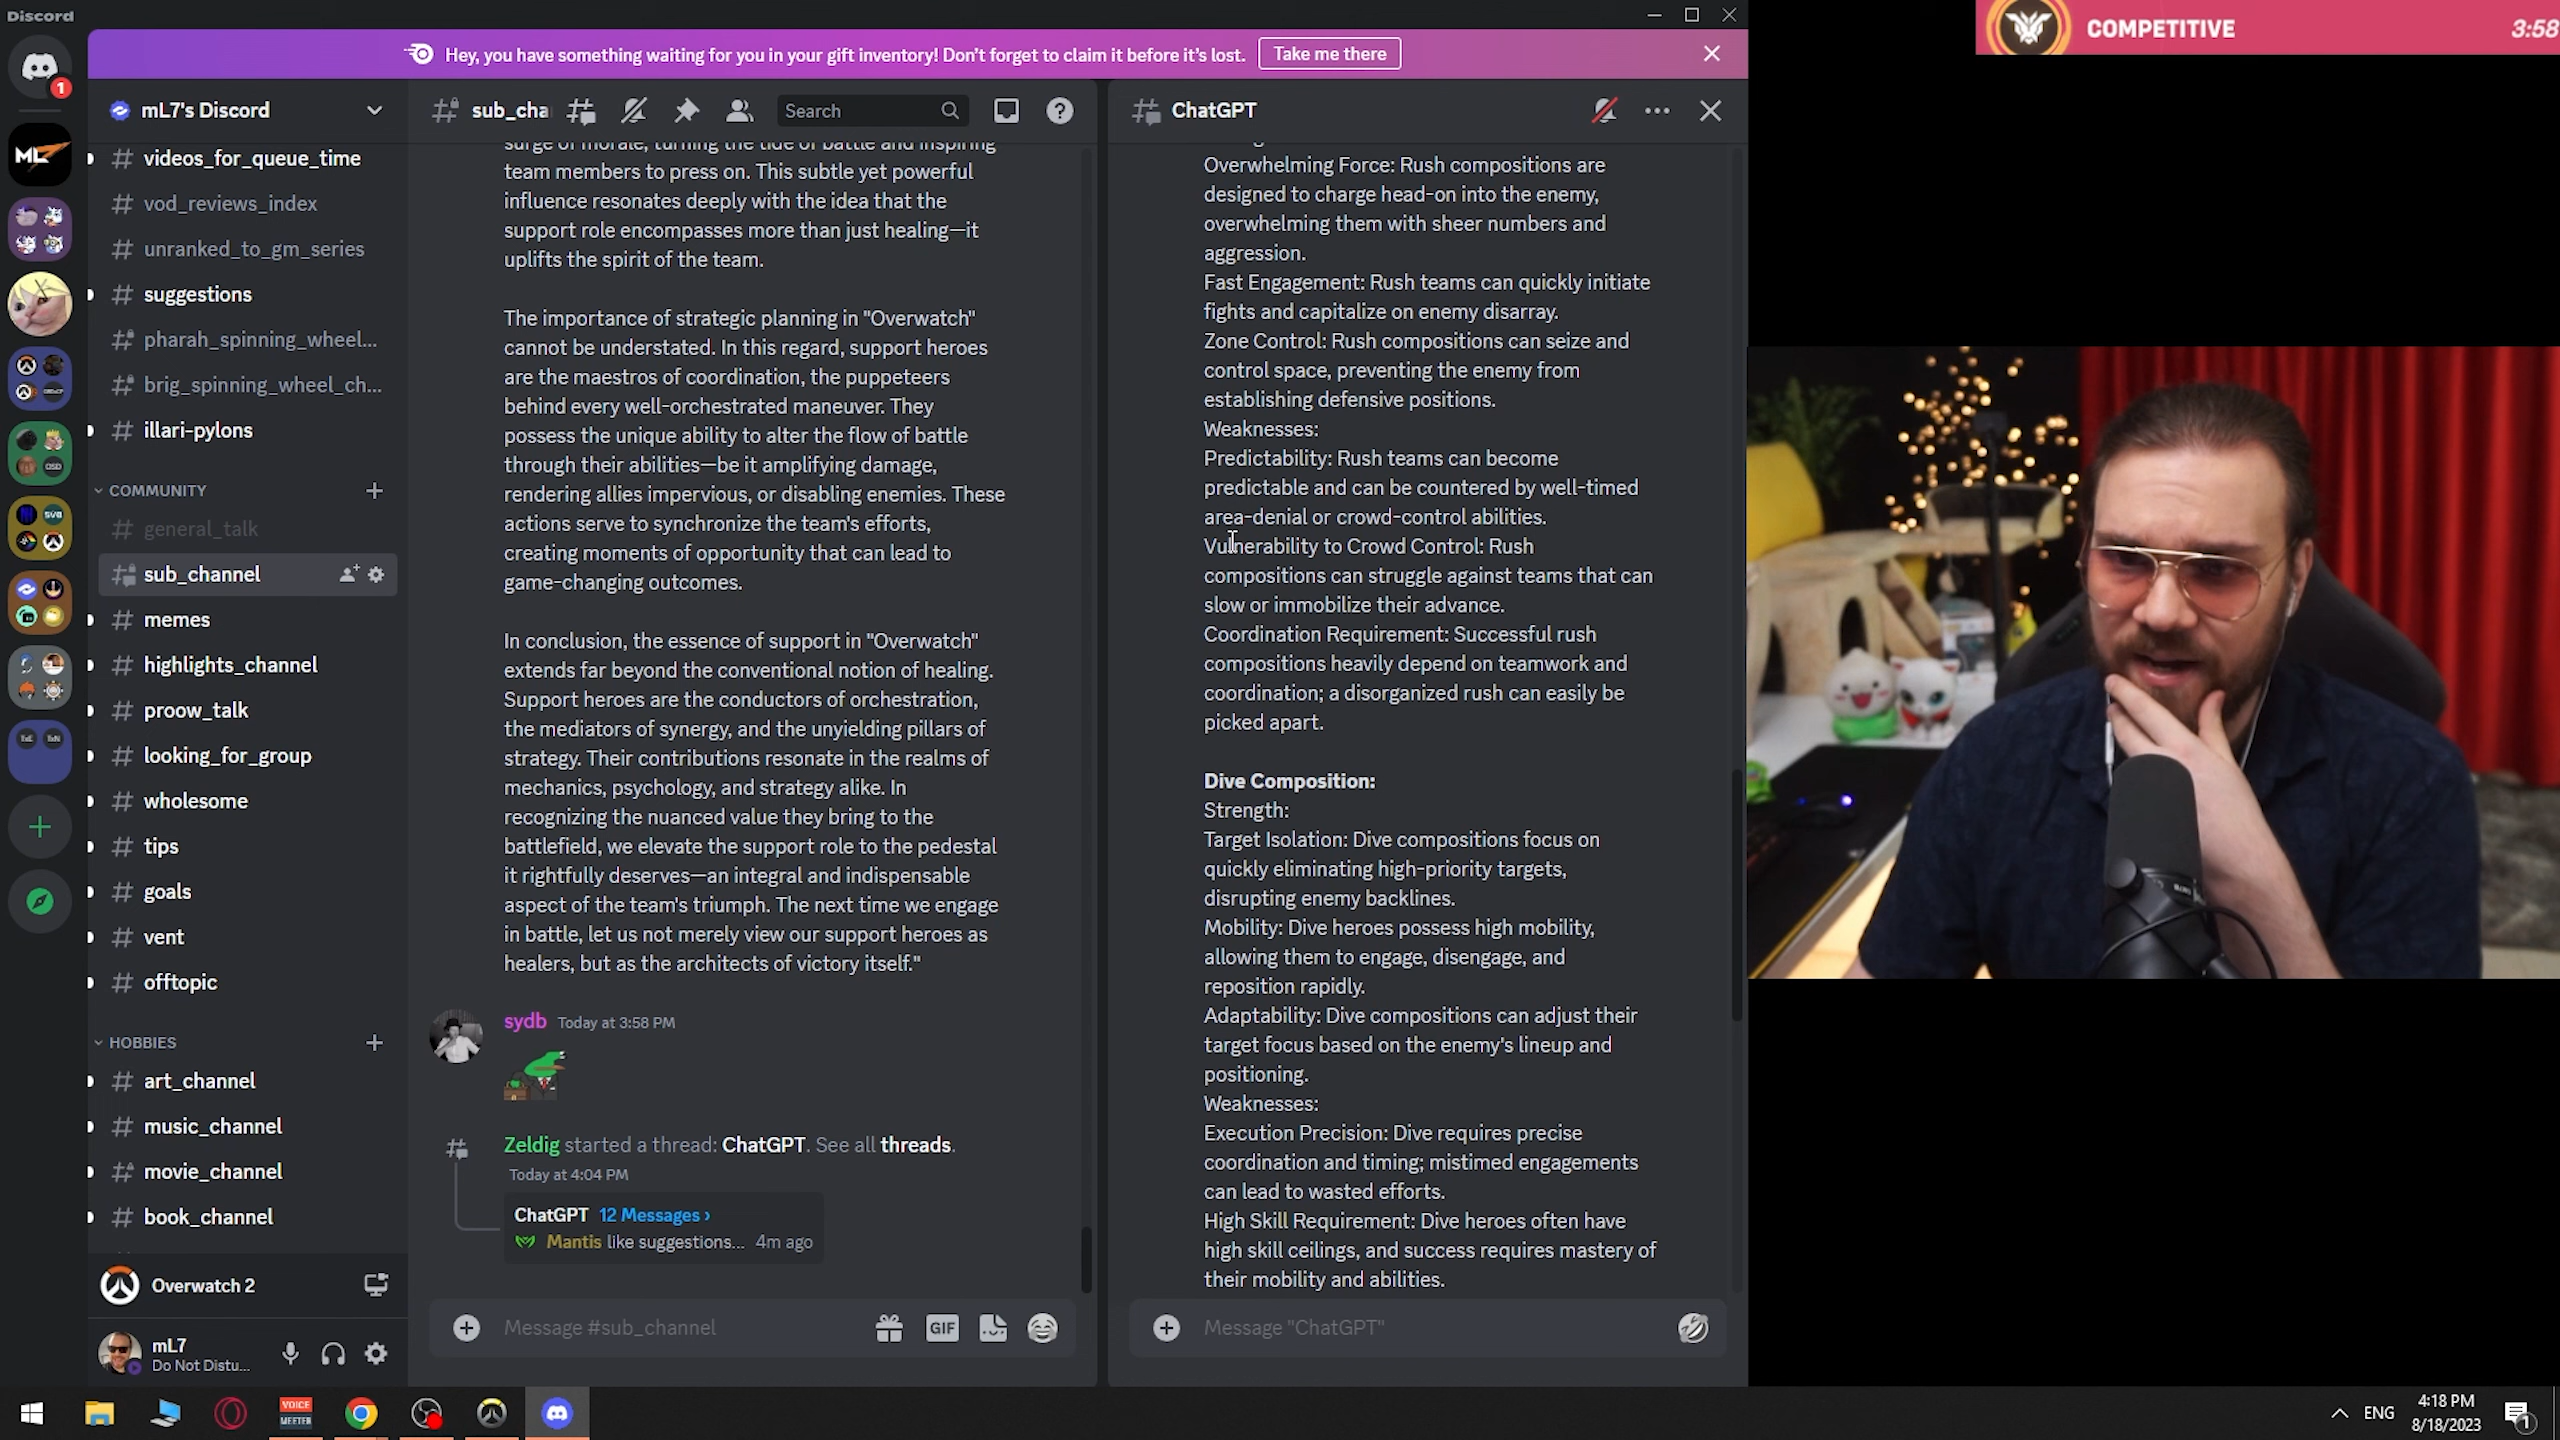 Discord
Hey, you have something waiting for you in your gift inventory! Don't forget to claim it before it's lost.
Take me there
COMPETITIVE
3:58
1
mL7's Discord
videos_for_queue_time
vod_reviews_index
unranked_to_gm_series
suggestions
pharah_spinning_wheel...
brig_spinning_wheel_ch...
illari-pylons
COMMUNITY
general_talk
sub_channel
memes
highlights_channel
proow_talk
looking_for_group
wholesome
tips
goals
vent
offtopic
HOBBIES
art_channel
music_channel
movie_channel
book_channel
Overwatch 2
mL7
Do Not Distu...
sub_cha
Search
surge of morale, turning the tide of battle and inspiring
team members to press on. This subtle yet powerful
influence resonates deeply with the idea that the
support role encompasses more than just healing—it
uplifts the spirit of the team.
The importance of strategic planning in "Overwatch"
cannot be understated. In this regard, support heroes
are the maestros of coordination, the puppeteers
behind every well-orchestrated maneuver. They
possess the unique ability to alter the flow of battle
through their abilities—be it amplifying damage,
rendering allies impervious, or disabling enemies. These
actions serve to synchronize the team's efforts,
creating moments of opportunity that can lead to
game-changing outcomes.
In conclusion, the essence of support in "Overwatch"
extends far beyond the conventional notion of healing.
Support heroes are the conductors of orchestration,
the mediators of synergy, and the unyielding pillars of
strategy. Their contributions resonate in the realms of
mechanics, psychology, and strategy alike. In
recognizing the nuanced value they bring to the
battlefield, we elevate the support role to the pedestal
it rightfully deserves—an integral and indispensable
aspect of the team's triumph. The next time we engage
in battle, let us not merely view our support heroes as
healers, but as the architects of victory itself."
sydb Today at 3:58 PM
Zeldig started a thread: ChatGPT. See all threads.
Today at 4:04 PM
ChatGPT 12 Messages ›
Mantis like suggestions... 4m ago
Message #sub_channel
GIF
ChatGPT
Overwhelming Force: Rush compositions are
designed to charge head-on into the enemy,
overwhelming them with sheer numbers and
aggression.
Fast Engagement: Rush teams can quickly initiate
fights and capitalize on enemy disarray.
Zone Control: Rush compositions can seize and
control space, preventing the enemy from
establishing defensive positions.
Weaknesses:
Predictability: Rush teams can become
predictable and can be countered by well-timed
area-denial or crowd-control abilities.
Vulnerability to Crowd Control: Rush
compositions can struggle against teams that can
slow or immobilize their advance.
Coordination Requirement: Successful rush
compositions heavily depend on teamwork and
coordination; a disorganized rush can easily be
picked apart.
Dive Composition:
Strength:
Target Isolation: Dive compositions focus on
quickly eliminating high-priority targets,
disrupting enemy backlines.
Mobility: Dive heroes possess high mobility,
allowing them to engage, disengage, and
reposition rapidly.
Adaptability: Dive compositions can adjust their
target focus based on the enemy's lineup and
positioning.
Weaknesses:
Execution Precision: Dive requires precise
coordination and timing; mistimed engagements
can lead to wasted efforts.
High Skill Requirement: Dive heroes often have
high skill ceilings, and success requires mastery of
their mobility and abilities.
Message "ChatGPT"
VOICE
MEETER
ENG
4:18 PM
8/18/2023
1